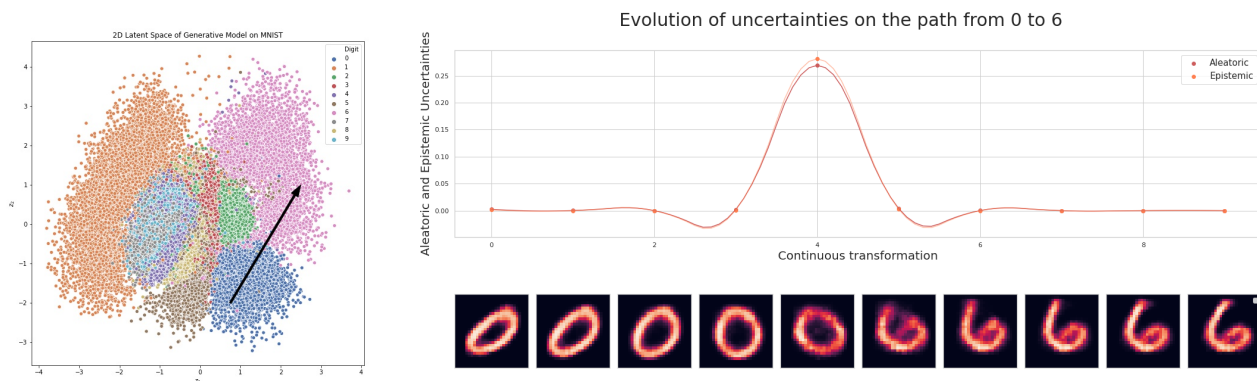 2D Latent Space of Generative Model on MNIST
Digit
0
1
2
3
4
5
6
7
8
9
z₂
4
3
2
1
0
−1
−2
−3
−4 −3 −2 −1 0 1 2 3 4
Evolution of uncertainties on the path from 0 to 6
Aleatoric and Epistemic Uncertainties
0.25
0.20
0.15
0.10
0.05
0.00
Aleatoric
Epistemic
0 2 4 6 8
Continuous transformation